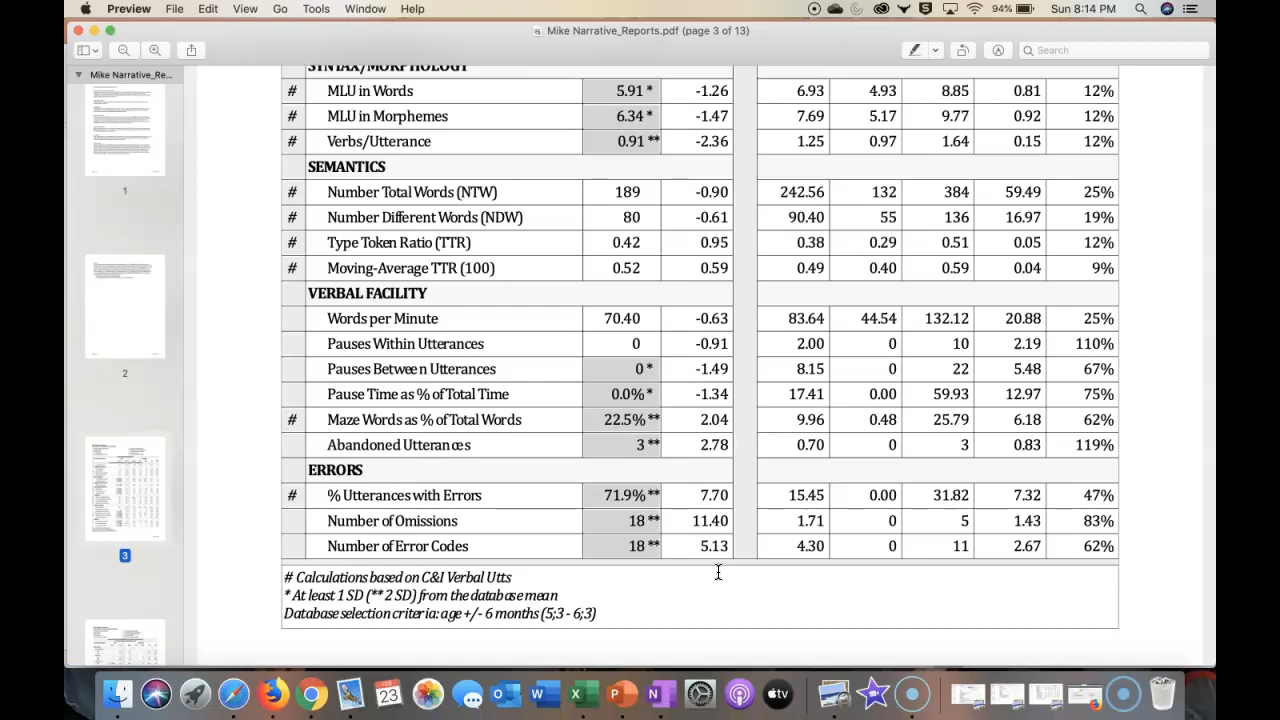 Preview File Edit View Go Tools Window Help 94% Sun 8:14 PM
Mike Narrative_Reports.pdf (page 3 of 13)
Search
Mike Narrative_Re...
1
2
3
SYNTAX/MORPHOLOGY
# MLU in Words 5.91 * -1.26 6.93 4.93 8.85 0.81 12%
# MLU in Morphemes 6.34 * -1.47 7.69 5.17 9.77 0.92 12%
# Verbs/Utterance 0.91 ** -2.36 1.25 0.97 1.64 0.15 12%
SEMANTICS
# Number Total Words (NTW) 189 -0.90 242.56 132 384 59.49 25%
# Number Different Words (NDW) 80 -0.61 90.40 55 136 16.97 19%
# Type Token Ratio (TTR) 0.42 0.95 0.38 0.29 0.51 0.05 12%
# Moving-Average TTR (100) 0.52 0.59 0.49 0.40 0.59 0.04 9%
VERBAL FACILITY
Words per Minute 70.40 -0.63 83.64 44.54 132.12 20.88 25%
Pauses Within Utterances 0 -0.91 2.00 0 10 2.19 110%
Pauses Between Utterances 0 * -1.49 8.15 0 22 5.48 67%
Pause Time as % of Total Time 0.0% * -1.34 17.41 0.00 59.93 12.97 75%
# Maze Words as % of Total Words 22.5% ** 2.04 9.96 0.48 25.79 6.18 62%
Abandoned Utterances 3 ** 2.78 0.70 0 3 0.83 119%
ERRORS
# % Utterances with Errors 71.9% ** 7.70 15.45 0.00 31.82 7.32 47%
Number of Omissions 18 ** 11.40 1.71 0 5 1.43 83%
Number of Error Codes 18 ** 5.13 4.30 0 11 2.67 62%
# Calculations based on C&I Verbal Utts
* At least 1 SD (** 2 SD) from the database mean
Database selection criteria: age +/- 6 months (5;3 - 6;3)
FEB 23 tv